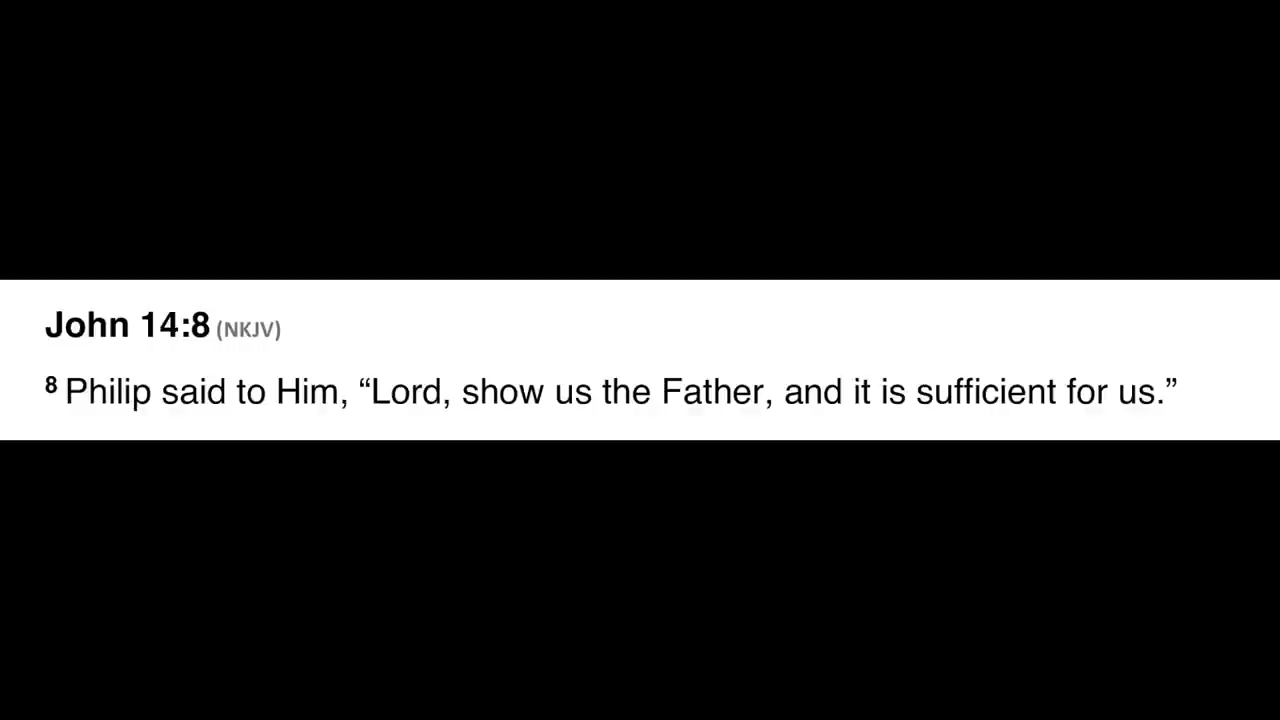 John 14:8 (NKJV)
8 Philip said to Him, “Lord, show us the Father, and it is sufficient for us.”